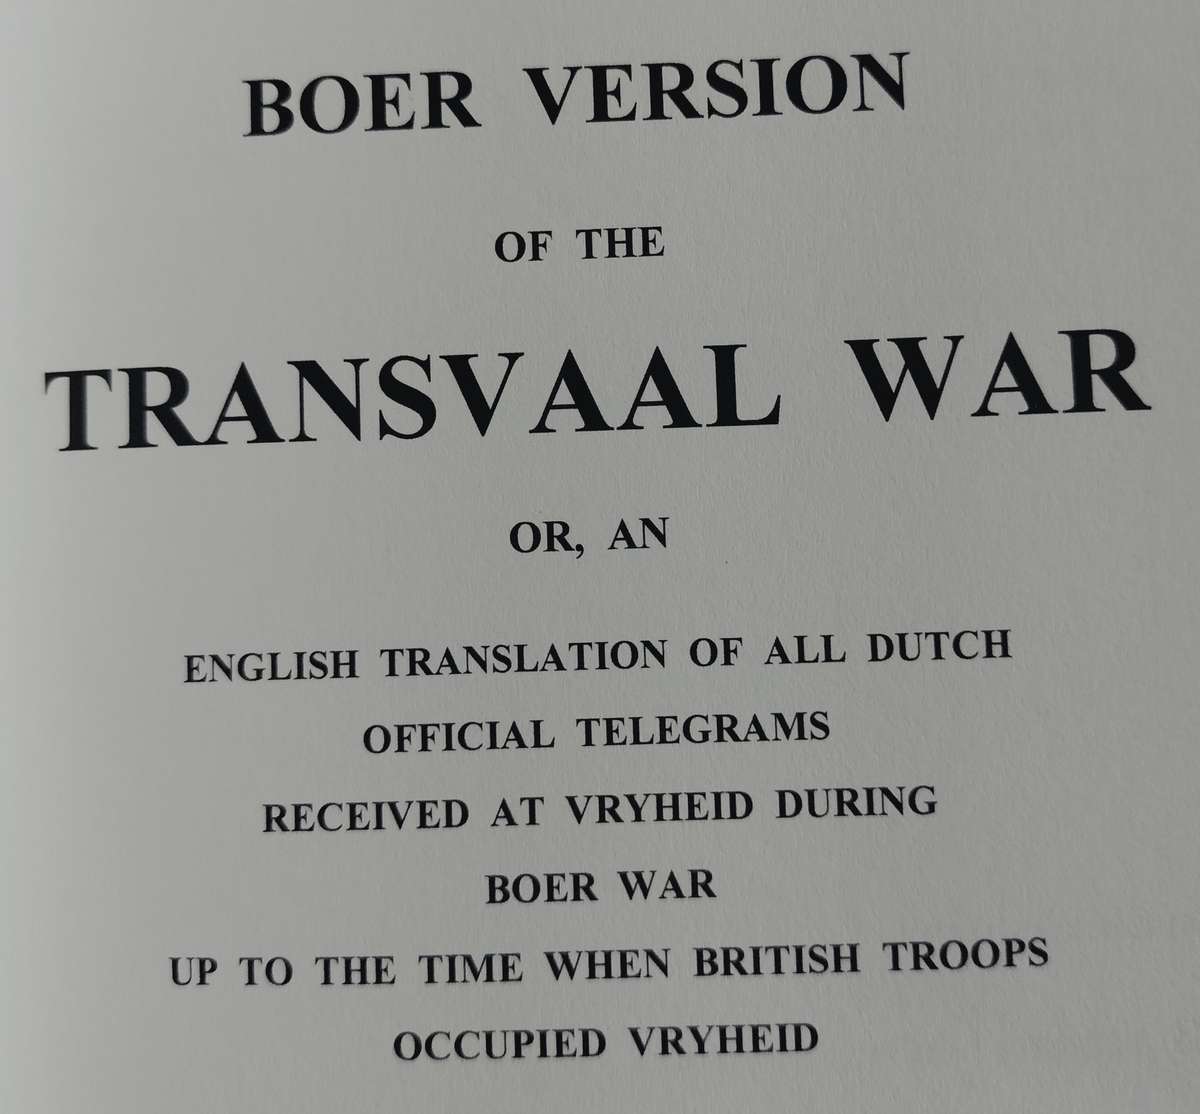 BOER VERSION
OF THE
TRANSVAAL WAR
OR, AN
ENGLISH TRANSLATION OF ALL DUTCH
OFFICIAL TELEGRAMS
RECEIVED AT VRYHEID DURING
BOER WAR
UP TO THE TIME WHEN BRITISH TROOPS
OCCUPIED VRYHEID